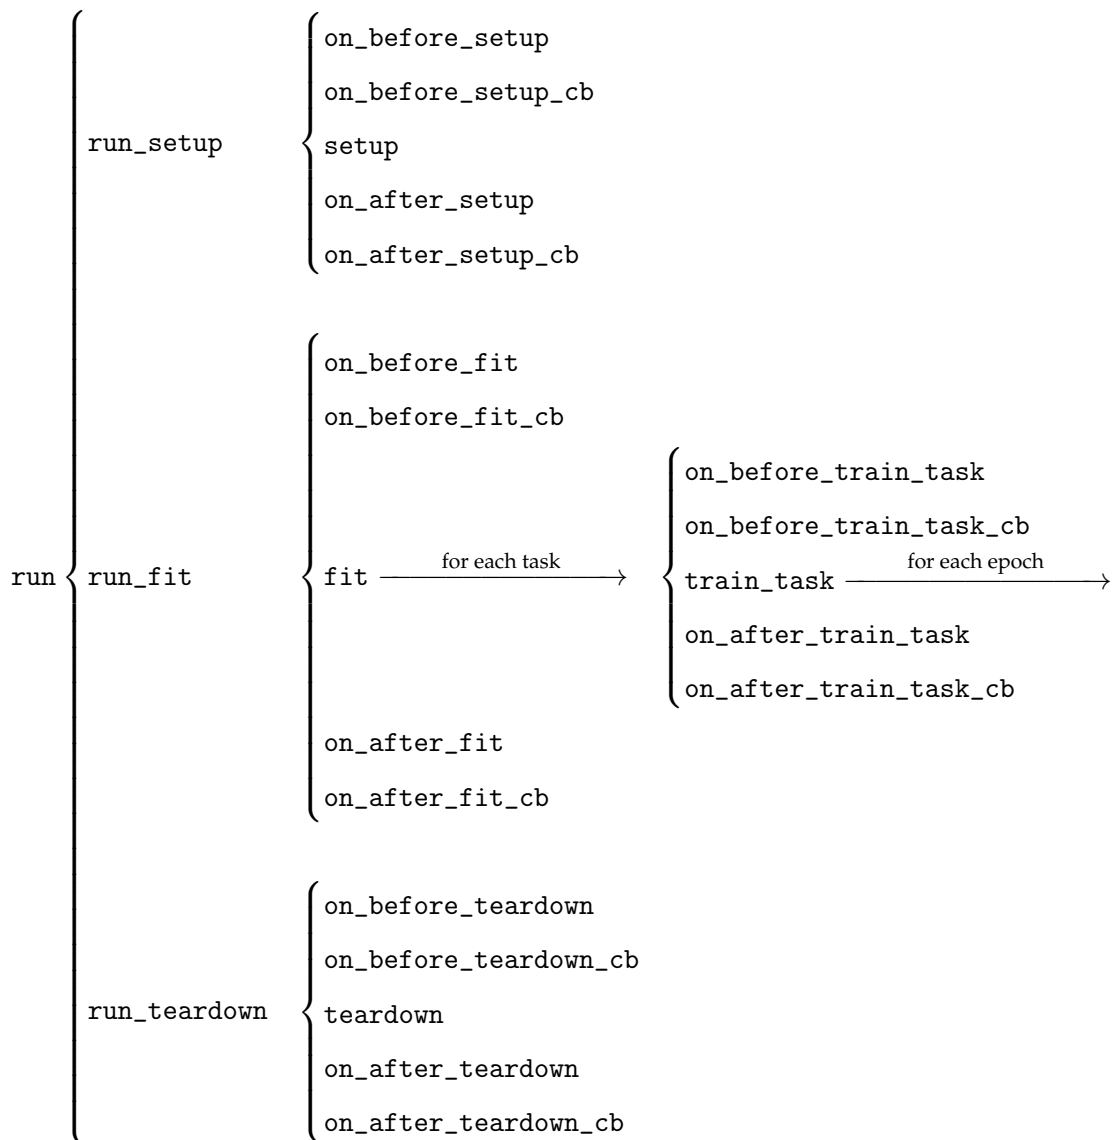 on_before_setup
on_before_setup_cb
run_setup
setup
on_after_setup
on_after_setup_cb
on_before_fit
on_before_fit_cb
run
run_fit
fit
for each task
on_before_train_task
on_before_train_task_cb
train_task
for each epoch
on_after_train_task
on_after_train_task_cb
on_after_fit
on_after_fit_cb
on_before_teardown
on_before_teardown_cb
run_teardown
teardown
on_after_teardown
on_after_teardown_cb